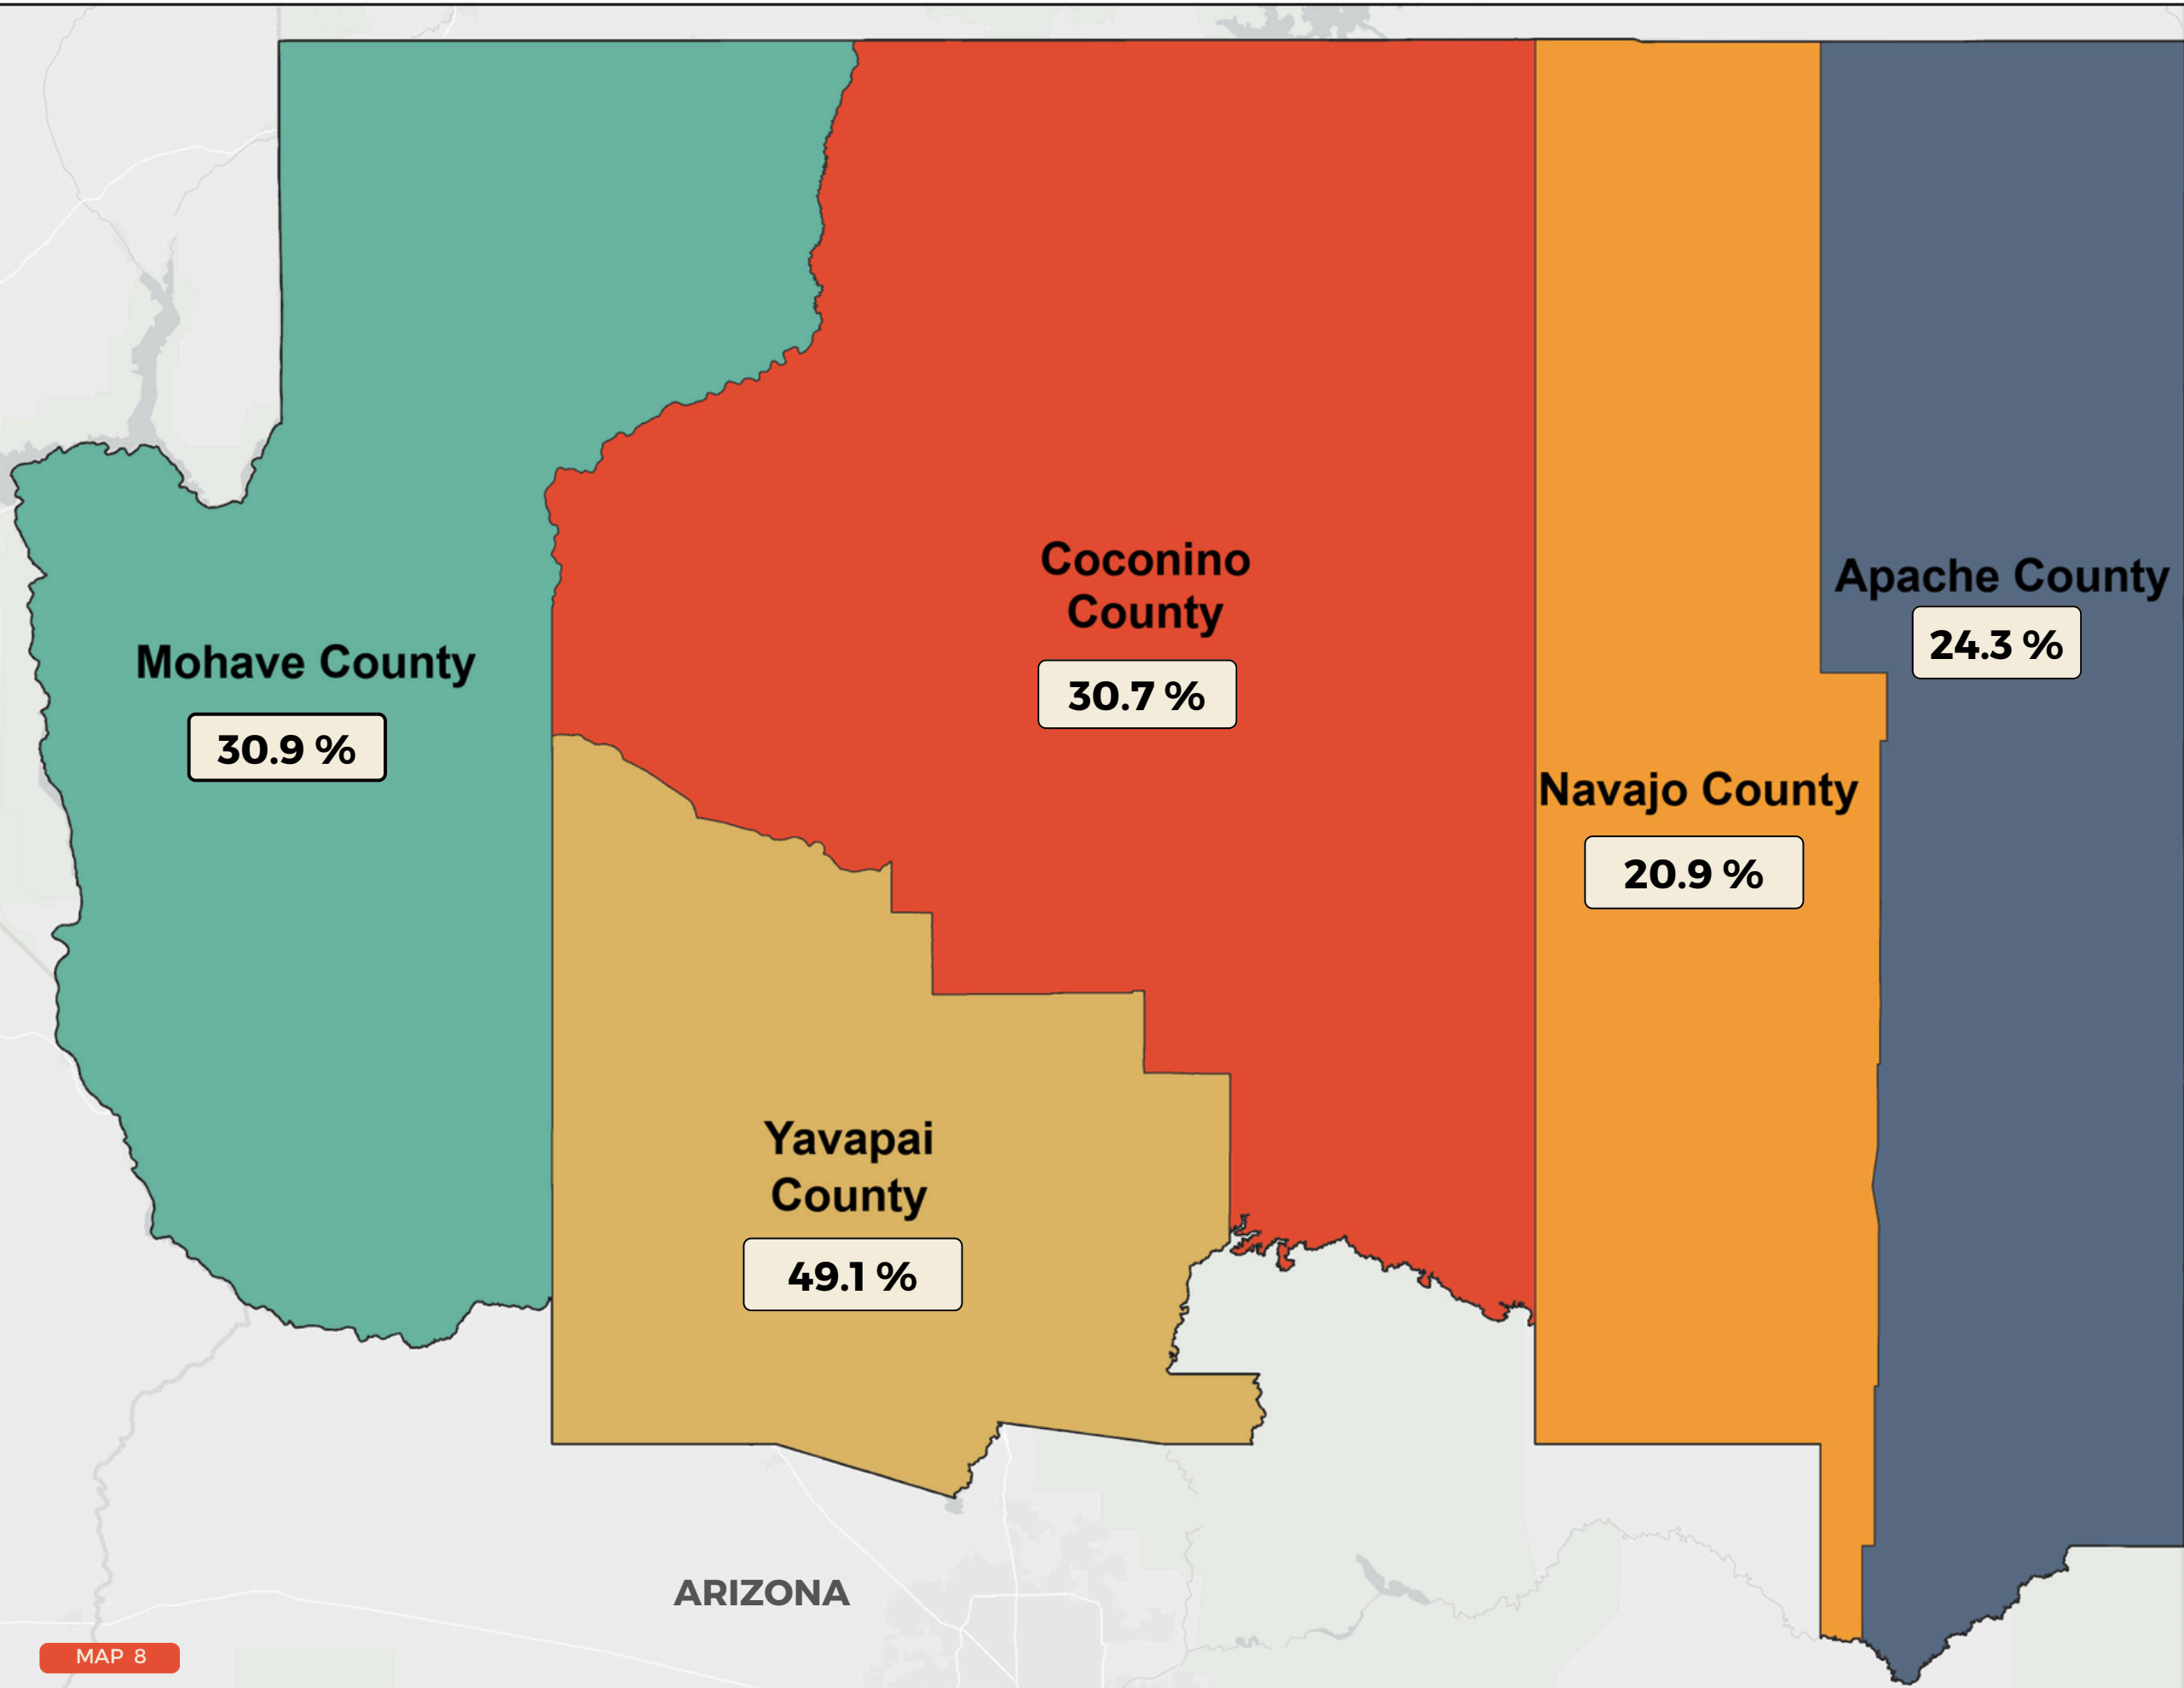 Coconino
County
30.7 %
Apache County
24.3 %
Mohave County
30.9 %
Navajo County
20.9 %
Yavapai
County
49.1 %
ARIZONA
MAP 8